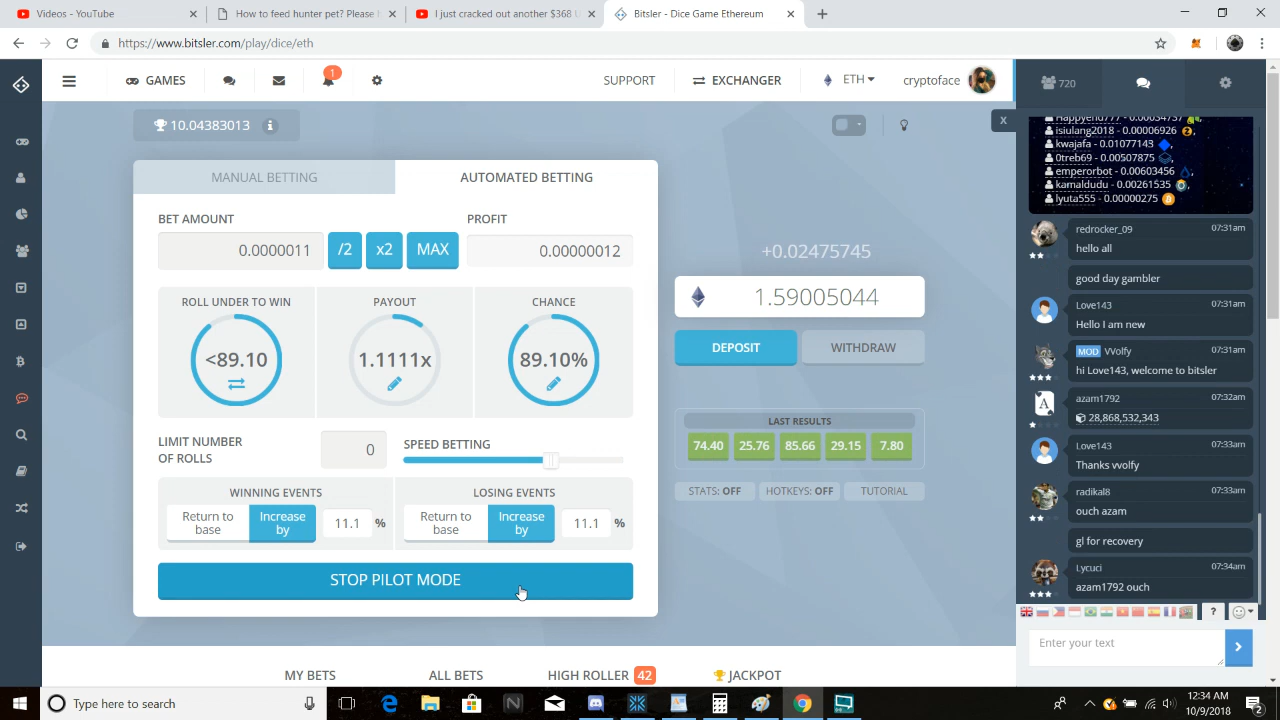 Videos - YouTube
How to feed hunter pet? Please
I just cracked out another $368 U
Bitsler - Dice Game Ethereum
https://www.bitsler.com/play/dice/eth
GAMES
1
SUPPORT
EXCHANGER
ETH
cryptoface
720
10.04383013
x
MANUAL BETTING
AUTOMATED BETTING
BET AMOUNT
PROFIT
0.0000011
/2
x2
MAX
0.00000012
ROLL UNDER TO WIN
PAYOUT
CHANCE
<89.10
1.1111x
89.10%
LIMIT NUMBER
OF ROLLS
0
SPEED BETTING
WINNING EVENTS
LOSING EVENTS
Return to
base
Increase
by
11.1
%
Return to
base
Increase
by
11.1
%
STOP PILOT MODE
+0.02475745
1.59005044
DEPOSIT
WITHDRAW
LAST RESULTS
74.40
25.76
85.66
29.15
7.80
STATS: OFF
HOTKEYS: OFF
TUTORIAL
MY BETS
ALL BETS
HIGH ROLLER
42
JACKPOT
isiulang2018 - 0.00006926
kwajafa - 0.01077143
0treb69 - 0.00507875
emperorbot - 0.00603456
kamaldudu - 0.00261535
lyuta555 - 0.00000275
redrocker_09
07:31am
hello all
good day gambler
Love143
07:31am
Hello I am new
MOD VVolfy
07:31am
hi Love143, welcome to bitsler
azam1792
07:32am
28,868,532,343
Love143
07:33am
Thanks vvolfy
radikal8
07:33am
ouch azam
gl for recovery
Lycuci
07:34am
azam1792 ouch
?
Enter your text
Type here to search
12:34 AM
10/9/2018
2